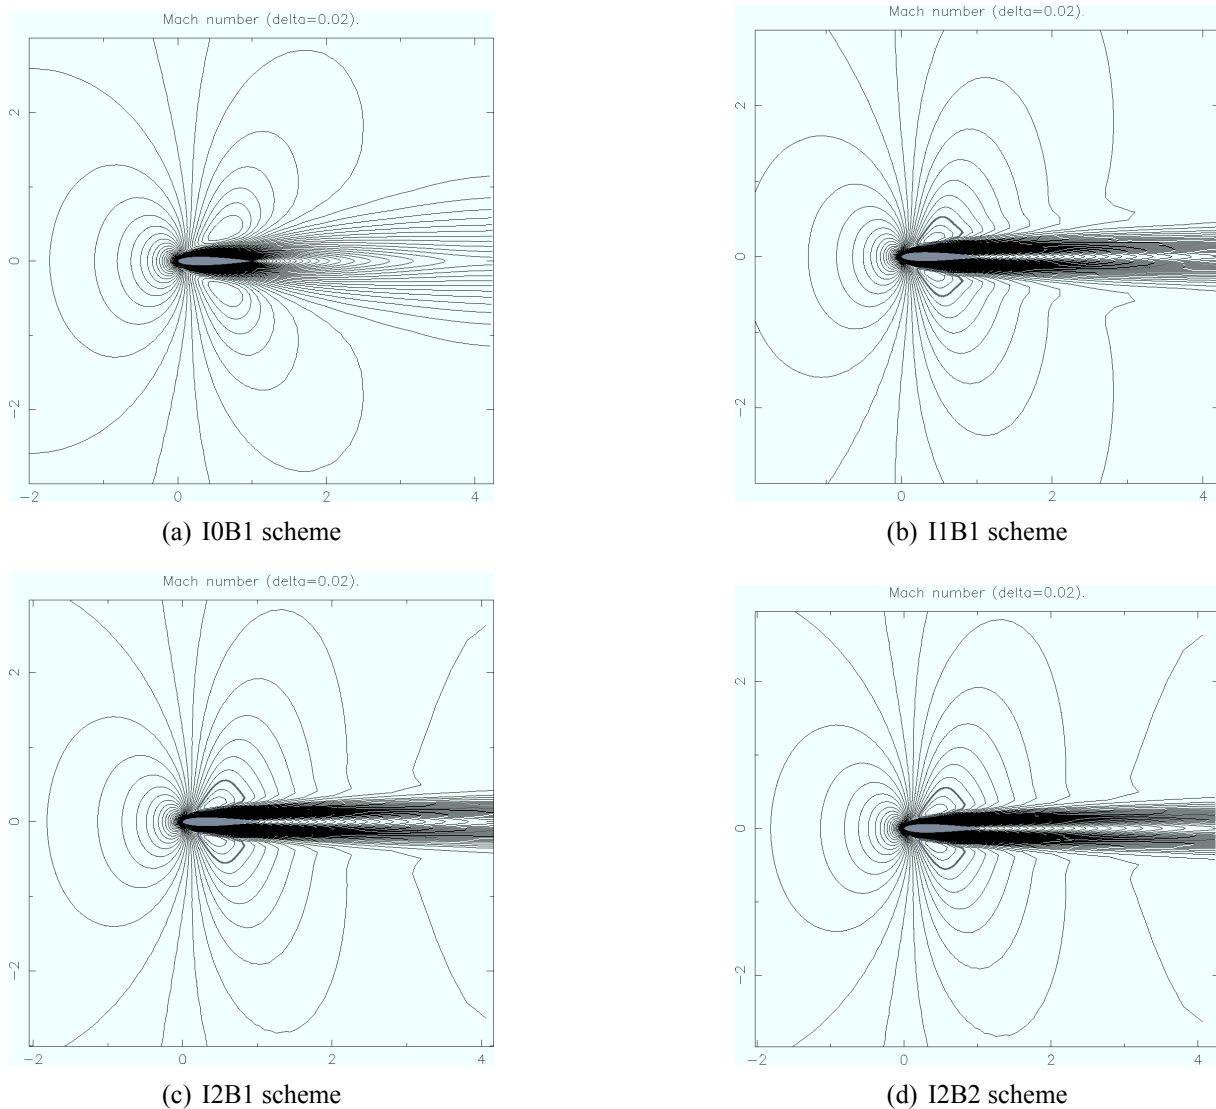 Mach number (delta=0.02).
2
0
−2
−2 0 2 4
(a) I0B1 scheme
Mach number (delta=0.02).
2
0
−2
0 2 4
(b) I1B1 scheme
Mach number (delta=0.02).
2
0
−2
−2 0 2 4
(c) I2B1 scheme
Mach number (delta=0.02).
2
0
−2
−2 0 2 4
(d) I2B2 scheme